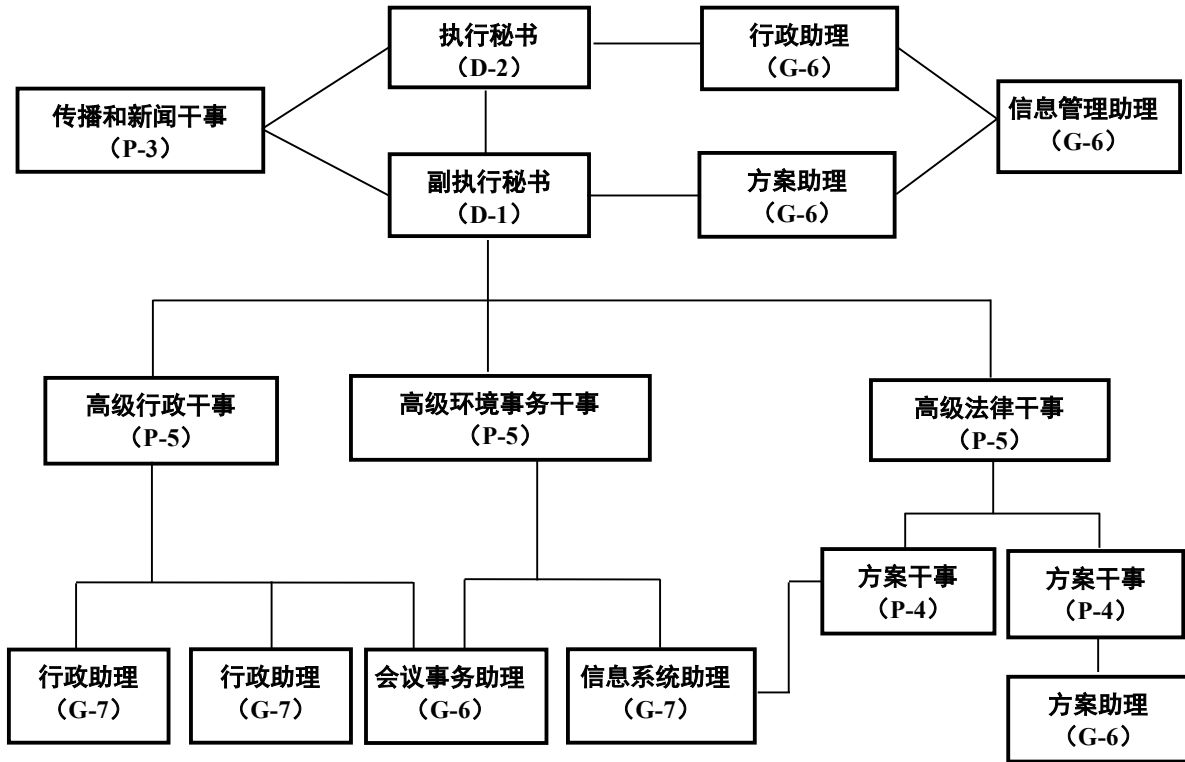 执行秘书
（D-2）
行政助理
（G-6）
传播和新闻干事
（P-3）
信息管理助理
（G-6）
副执行秘书
（D-1）
方案助理
（G-6）
高级行政干事
（P-5）
高级环境事务干事
（P-5）
高级法律干事
（P-5）
方案干事
（P-4）
方案干事
（P-4）
行政助理
（G-7）
行政助理
（G-7）
会议事务助理
（G-6）
信息系统助理
（G-7）
方案助理
（G-6）